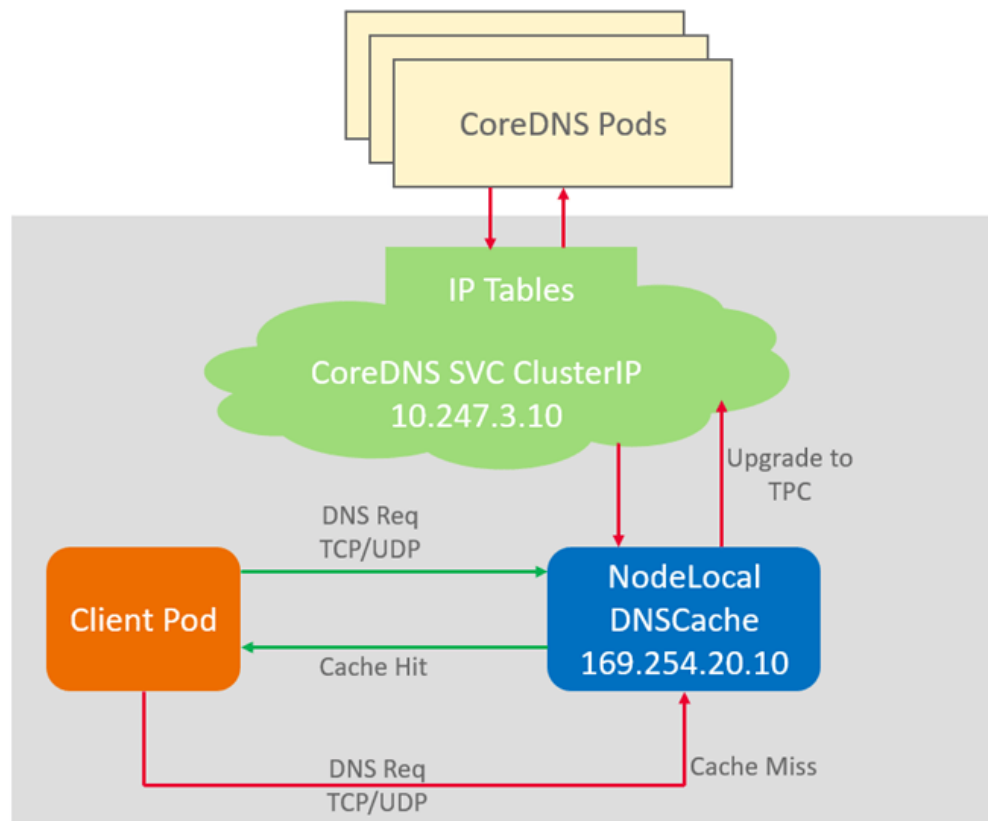 CoreDNS Pods
IP Tables
CoreDNS SVC ClusterIP
10.247.3.10
Upgrade to
TPC
DNS Req
TCP/UDP
Client Pod
NodeLocal
DNSCache
169.254.20.10
Cache Hit
DNS Req
TCP/UDP
Cache Miss